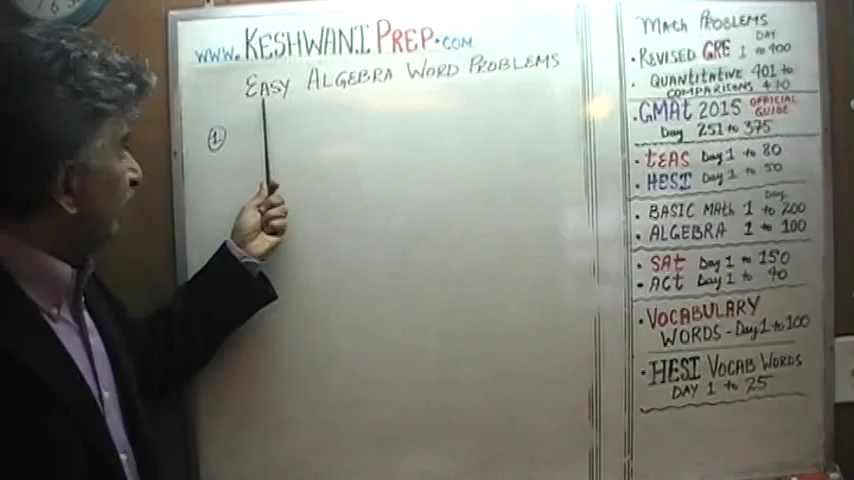 www.KESHWANIPREP.COM
EASY ALGEBRA WORD PROBLEMS
1
MATH PROBLEMS
DAY
• REVISED GRE 1 to 400
• QUANTITATIVE 401 to
COMPARISONS 470
• GMAT 2015 OFFICIAL GUIDE
Day 251 to 375
• TEAS Day 1 to 80
• HESI Day 1 to 50
Day
• BASIC MATH 1 to 200
• ALGEBRA 1 to 100
• SAT Day 1 to 150
• ACT Day 1 to 90
• VOCABULARY
WORDS - Day 1 to 100
• HESI VOCAB WORDS
DAY 1 to 25